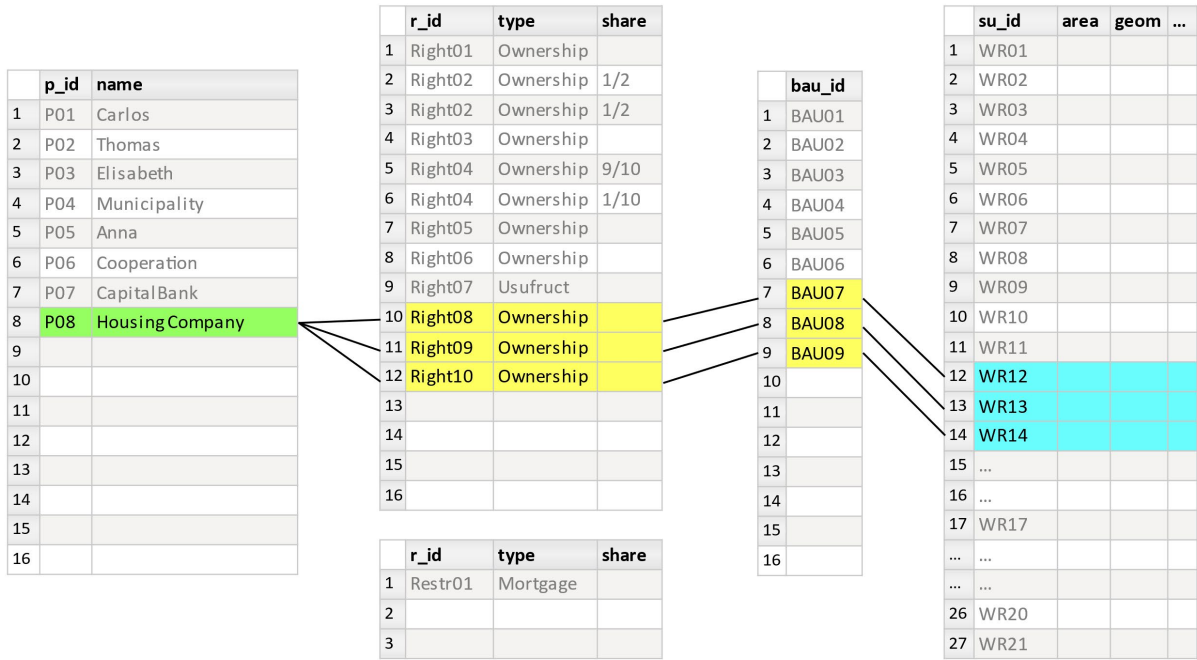 p_id name
1 P01 Carlos
2 P02 Thomas
3 P03 Elisabeth
4 P04 Municipality
5 P05 Anna
6 P06 Cooperation
7 P07 CapitalBank
8 P08 Housing Company
9
10
11
12
13
14
15
16
r_id type share
1 Right01 Ownership
2 Right02 Ownership 1/2
3 Right02 Ownership 1/2
4 Right03 Ownership
5 Right04 Ownership 9/10
6 Right04 Ownership 1/10
7 Right05 Ownership
8 Right06 Ownership
9 Right07 Usufruct
10 Right08 Ownership
11 Right09 Ownership
12 Right10 Ownership
13
14
15
16
r_id type share
1 Restr01 Mortgage
2
3
bau_id
1 BAU01
2 BAU02
3 BAU03
4 BAU04
5 BAU05
6 BAU06
7 BAU07
8 BAU08
9 BAU09
10
11
12
13
14
15
16
su_id area geom ...
1 WR01
2 WR02
3 WR03
4 WR04
5 WR05
6 WR06
7 WR07
8 WR08
9 WR09
10 WR10
11 WR11
12 WR12
13 WR13
14 WR14
15 ...
16 ...
17 WR17
... ...
... ...
26 WR20
27 WR21